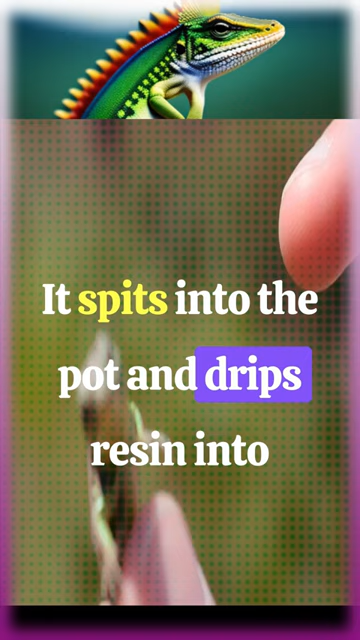 It spits into the
pot and drips
resin into